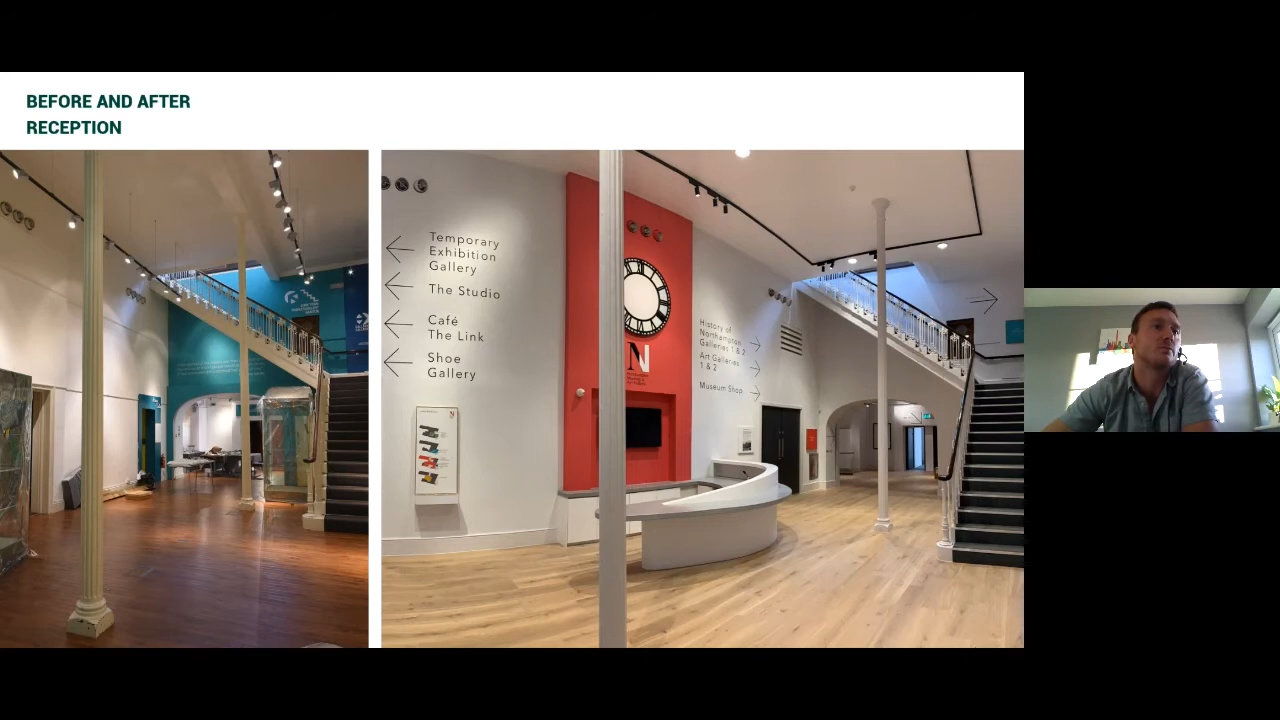 BEFORE AND AFTER
RECEPTION
Temporary
Exhibition
Gallery
The Studio
Café
The Link
Shoe
Gallery
N
History of
Northampton
Galleries 1 & 2
Art Galleries
1 & 2
Museum Shop